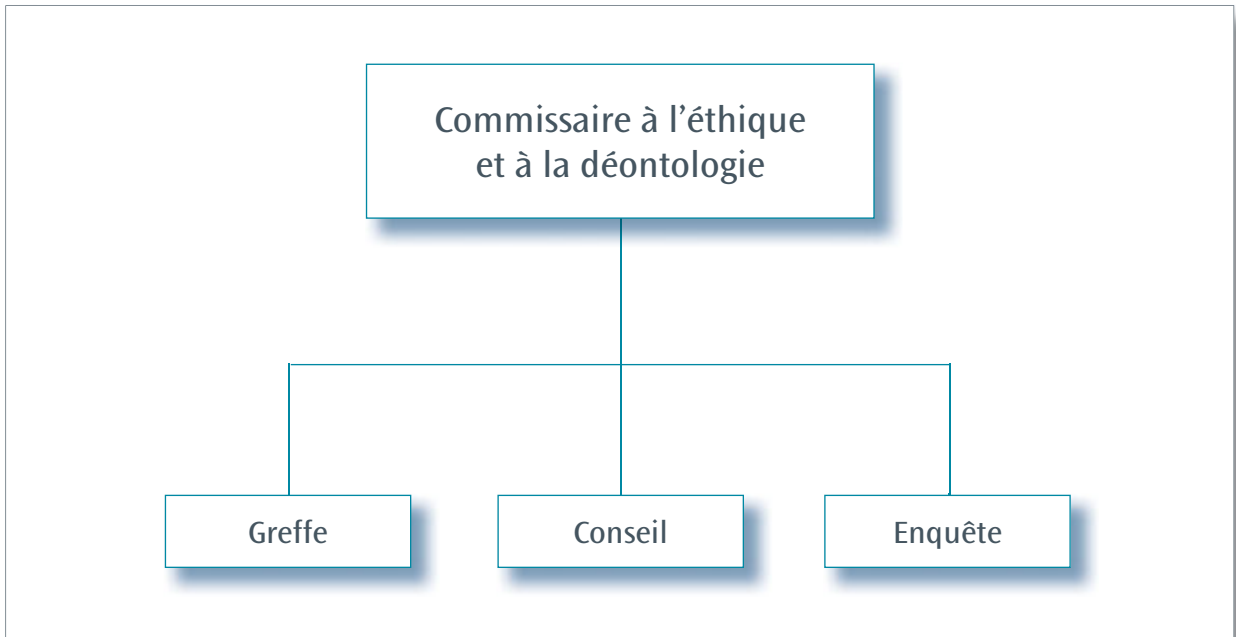 Commissaire à l’éthique
et à la déontologie
Greffe
Conseil
Enquête